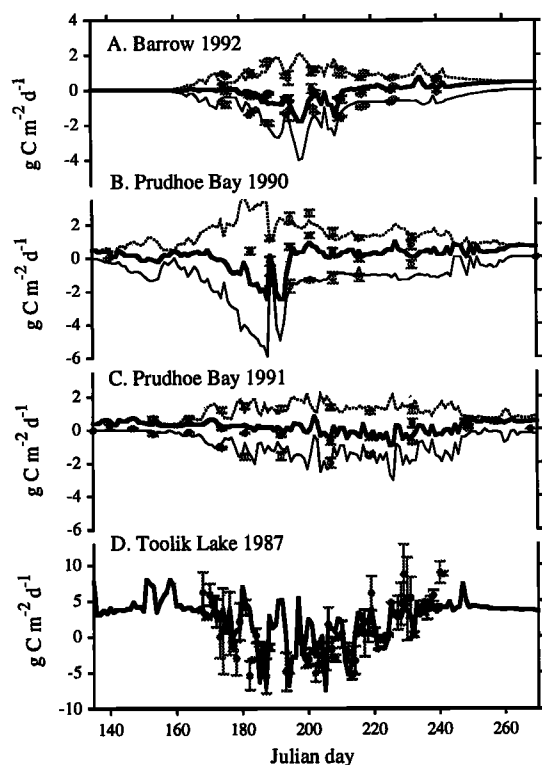 4
A. Barrow 1992
2
0
-2
-4
g C m-2 d-1
B. Prudhoe Bay 1990
2
0
-2
-4
-6
g C m-2 d-1
C. Prudhoe Bay 1991
2
0
-2
-4
-6
g C m-2 d-1
D. Toolik Lake 1987
10
5
0
-5
-10
g C m-2 d-1
140 160 180 200 220 240 260
Julian day